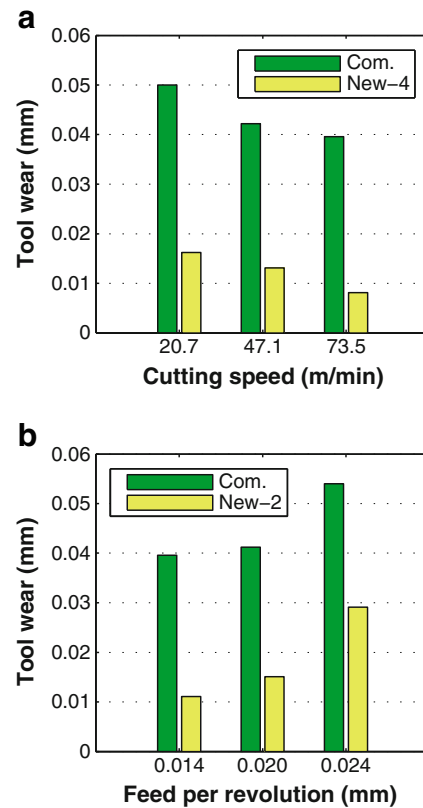 a
0.06
0.05
0.04
0.03
0.02
0.01
0
Tool wear (mm)
Com.
New-4
20.7 47.1 73.5
Cutting speed (m/min)
b
0.06
0.05
0.04
0.03
0.02
0.01
0
Tool wear (mm)
Com.
New-2
0.014 0.020 0.024
Feed per revolution (mm)